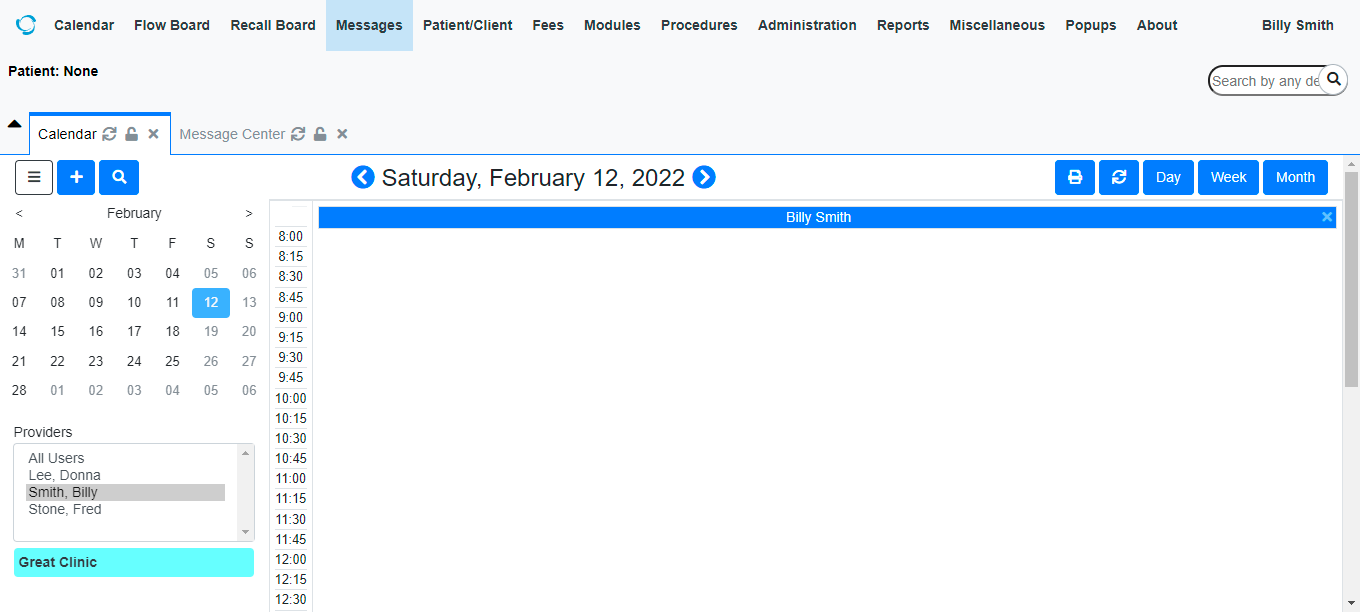 Calendar Flow Board Recall Board Messages Patient/Client Fees Modules Procedures Administration Reports Miscellaneous Popups About Billy Smith
Patient: None
Search by any de
Calendar Message Center
Saturday, February 12, 2022 Day Week Month
< February >
M T W T F S S
31 01 02 03 04 05 06
07 08 09 10 11 12 13
14 15 16 17 18 19 20
21 22 23 24 25 26 27
28 01 02 03 04 05 06
Providers
All Users
Lee, Donna
Smith, Billy
Stone, Fred
Great Clinic
Billy Smith
8:00
8:15
8:30
8:45
9:00
9:15
9:30
9:45
10:00
10:15
10:30
10:45
11:00
11:15
11:30
11:45
12:00
12:15
12:30